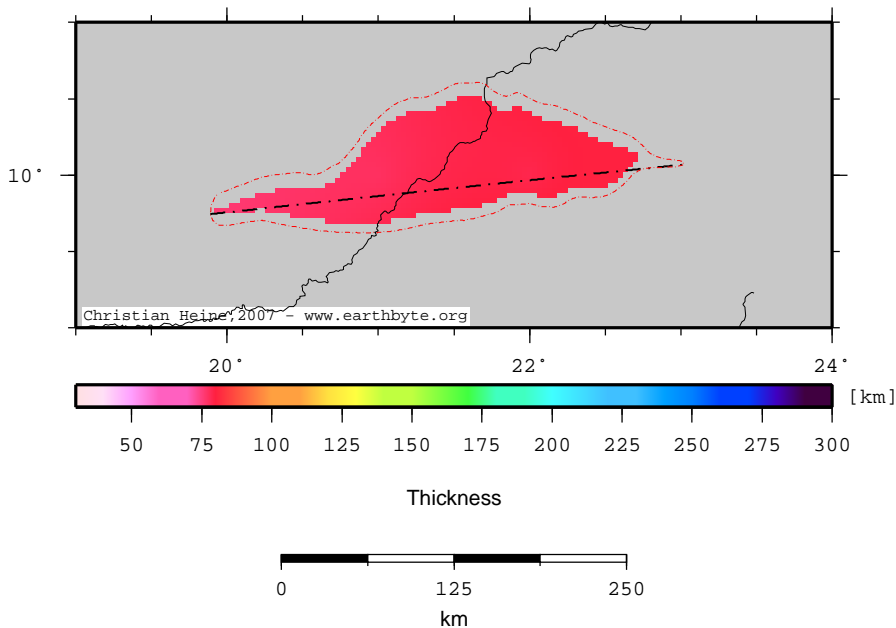 10°
Christian Heine,2007 – www.earthbyte.org
20° 22° 24°
[km]
50 75 100 125 150 175 200 225 250 275 300
Thickness
0 125 250
km